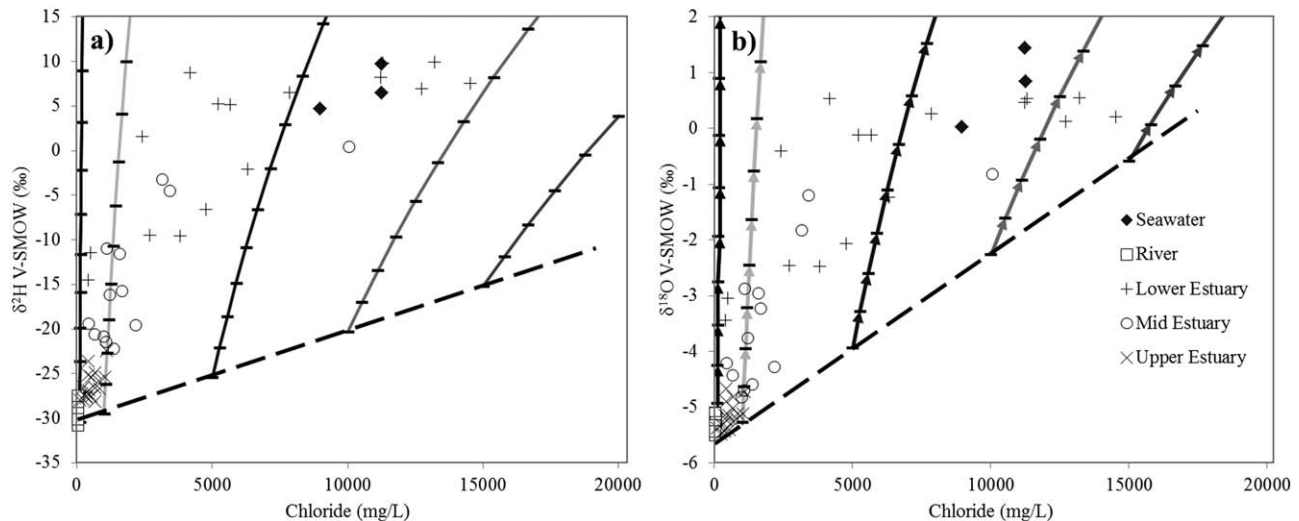 a)
15
10
5
0
-5
-10
-15
-20
-25
-30
-35
δ²H V-SMOW (‰)
0 5000 10000 15000 20000
Chloride (mg/L)
b)
2
1
0
-1
-2
-3
-4
-5
-6
δ¹⁸O V-SMOW (‰)
0 5000 10000 15000 20000
Chloride (mg/L)
Seawater
River
Lower Estuary
Mid Estuary
Upper Estuary